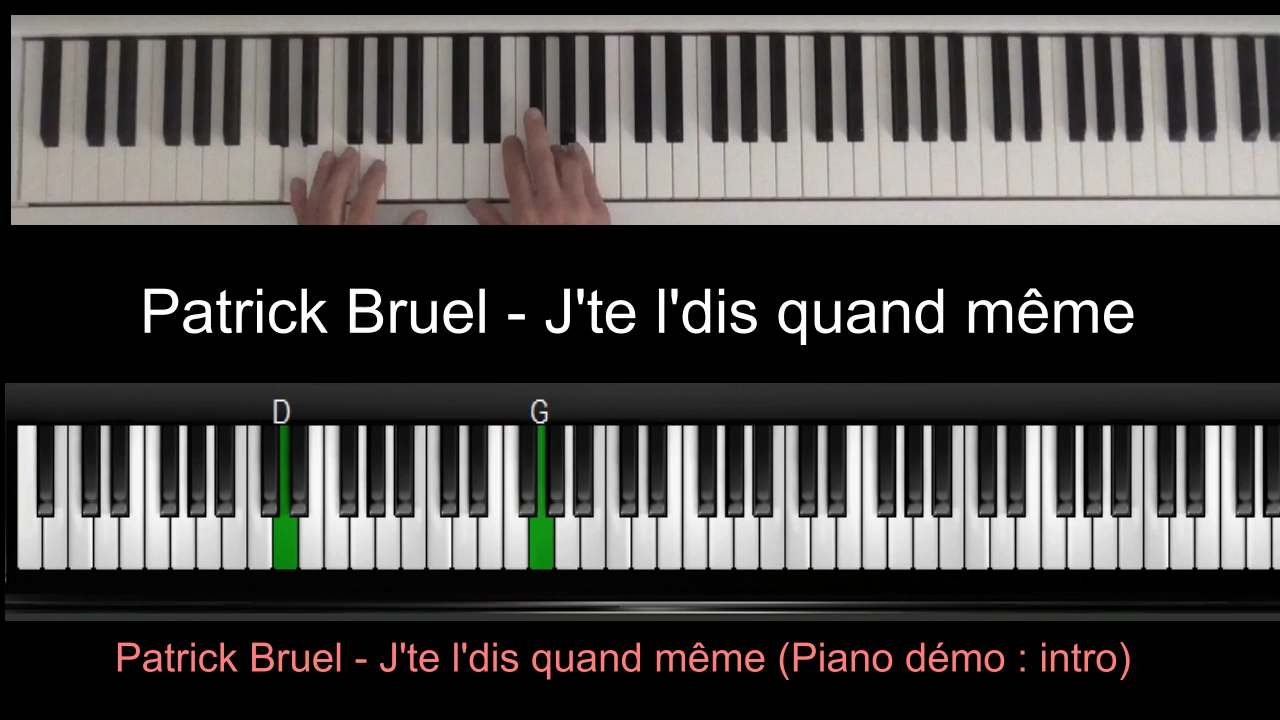 Patrick Bruel - J'te l'dis quand même
D G
Patrick Bruel - J'te l'dis quand même (Piano démo : intro)